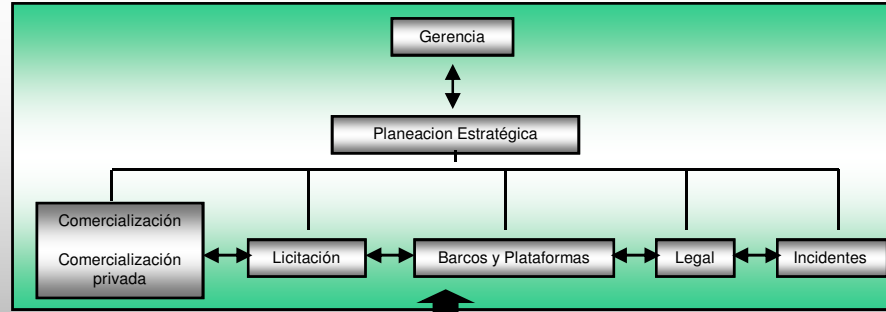 Gerencia
Planeacion Estratégica
Comercialización
Comercialización
privada
Licitación
Barcos y Plataformas
Legal
Incidentes